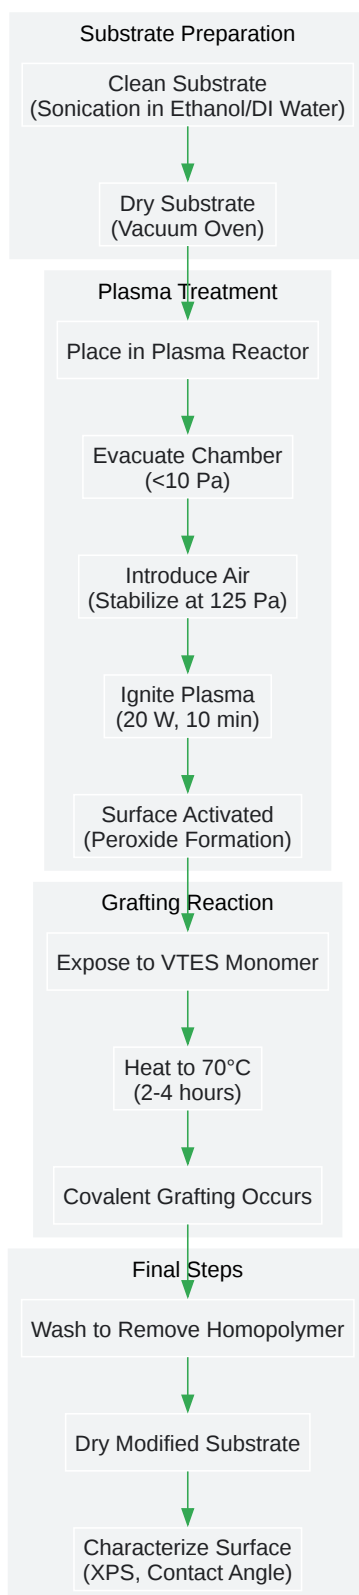 Substrate Preparation
Clean Substrate
(Sonication in Ethanol/DI Water)
Dry Substrate
(Vacuum Oven)
Plasma Treatment
Place in Plasma Reactor
Evacuate Chamber
(<10 Pa)
Introduce Air
(Stabilize at 125 Pa)
Ignite Plasma
(20 W, 10 min)
Surface Activated
(Peroxide Formation)
Grafting Reaction
Expose to VTES Monomer
Heat to 70°C
(2-4 hours)
Covalent Grafting Occurs
Final Steps
Wash to Remove Homopolymer
Dry Modified Substrate
Characterize Surface
(XPS, Contact Angle)